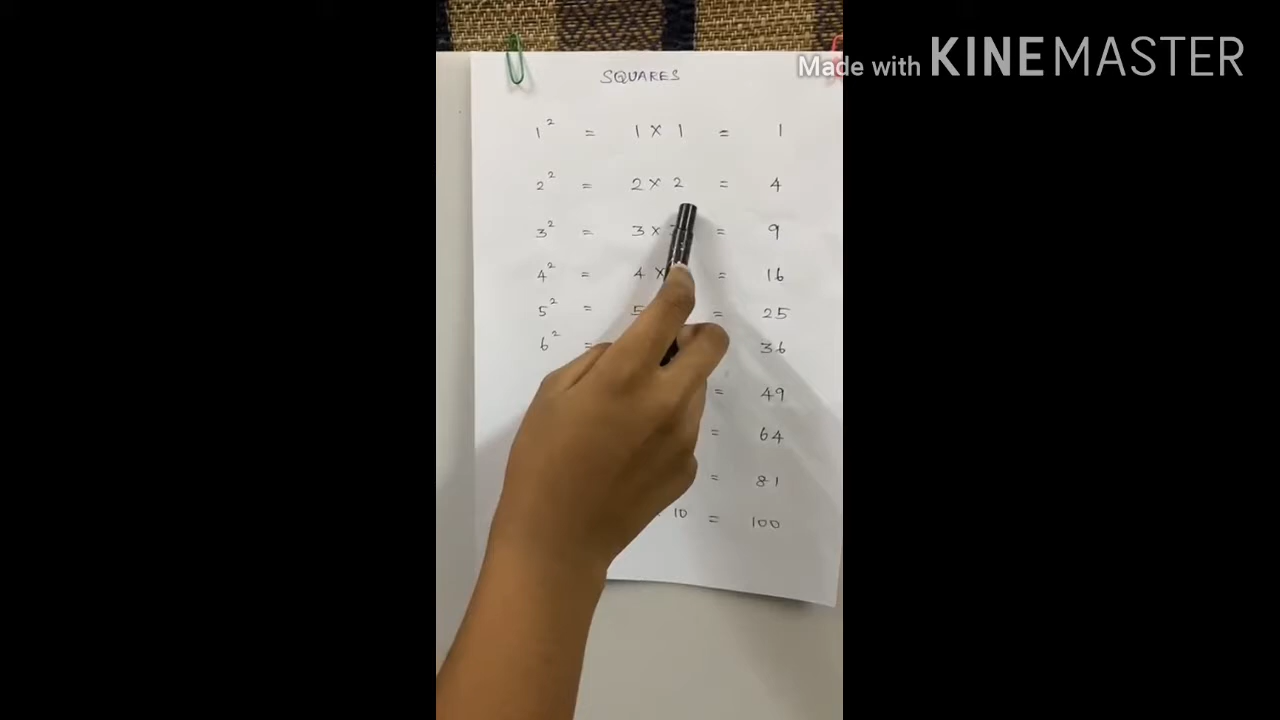 Made with KINEMASTER
SQUARES
1² = 1 × 1 = 1
2² = 2 × 2 = 4
3² = 3 × = 9
4² = 4 × = 16
5² = 5 = 25
6² = 36
= 49
= 64
= 81
10 = 100